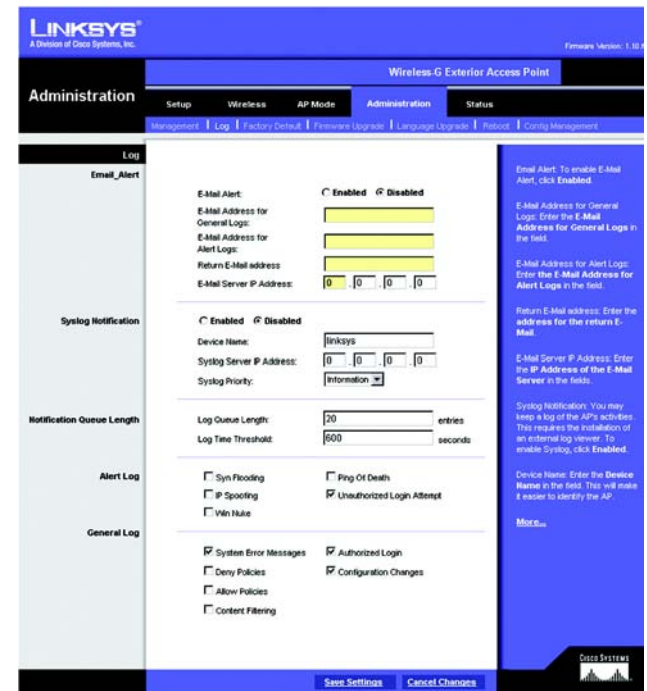 LINKSYS®
A Division of Cisco Systems, Inc.
Firmware Version: 1.10
Wireless-G Exterior Access Point
Administration
Setup Wireless AP Mode Administration Status
Management | Log | Factory Default | Firmware Upgrade | Language Upgrade | Reboot | Config Management
Log
Email_Alert
E-Mail Alert: Enabled Disabled
E-Mail Address for
General Logs:
E-Mail Address for
Alert Logs:
Return E-Mail address
E-Mail Server IP Address: 0 . 0 . 0 . 0
Syslog Notification
Enabled Disabled
Device Name: linksys
Syslog Server IP Address: 0 . 0 . 0 . 0
Syslog Priority: Information
Notification Queue Length
Log Queue Length: 20 entries
Log Time Threshold: 600 seconds
Alert Log
Syn Flooding Ping Of Death
IP Spoofing Unauthorized Login Attempt
Win Nuke
General Log
System Error Messages Authorized Login
Deny Policies Configuration Changes
Allow Policies
Content Filtering
Email Alert: To enable E-Mail
Alert, click Enabled.
E-Mail Address for General
Logs: Enter the E-Mail
Address for General Logs in
the field.
E-Mail Address for Alert Logs:
Enter the E-Mail Address for
Alert Logs in the field.
Return E-Mail address: Enter the
address for the return E-
Mail.
E-Mail Server IP Address: Enter
the IP Address of the E-Mail
Server in the fields.
Syslog Notification: You may
keep a log of the AP's activities.
This requires the installation of
an external log viewer. To
enable Syslog, click Enabled.
Device Name: Enter the Device
Name in the field. This will make
it easier to identify the AP.
More...
Save Settings Cancel Changes
CISCO SYSTEMS